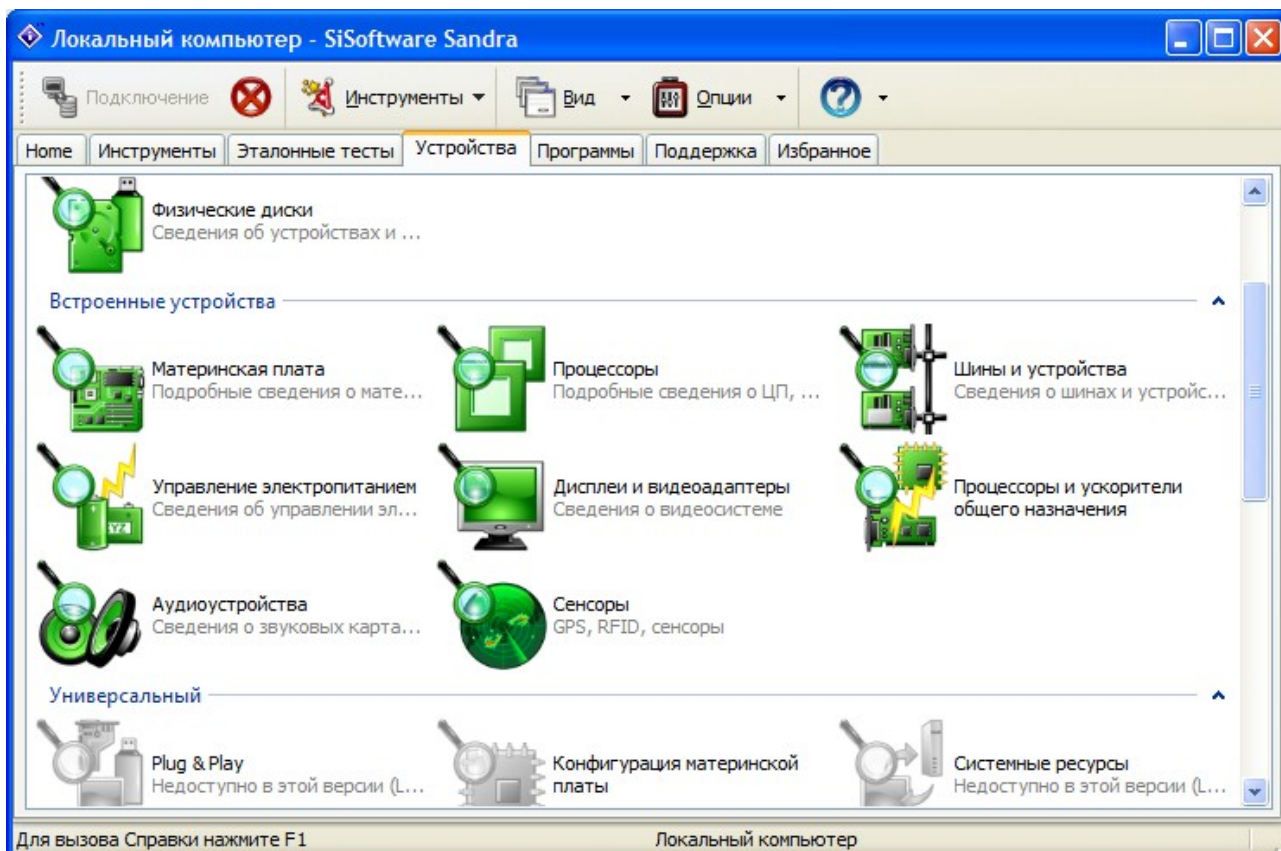 Локальный компьютер - SiSoftware Sandra
Подключение Инструменты Вид Опции
Home Инструменты Эталонные тесты Устройства Программы Поддержка Избранное
Физические диски
Сведения об устройствах и ...
Встроенные устройства
Материнская плата
Подробные сведения о мате...
Процессоры
Подробные сведения о ЦП, ...
Шины и устройства
Сведения о шинах и устройс...
Управление электропитанием
Сведения об управлении эл...
Дисплеи и видеоадаптеры
Сведения о видеосистеме
Процессоры и ускорители
общего назначения
Аудиоустройства
Сведения о звуковых карта...
Сенсоры
GPS, RFID, сенсоры
Универсальный
Plug & Play
Недоступно в этой версии (L...
Конфигурация материнской
платы
Системные ресурсы
Недоступно в этой версии (L...
Для вызова Справки нажмите F1 Локальный компьютер